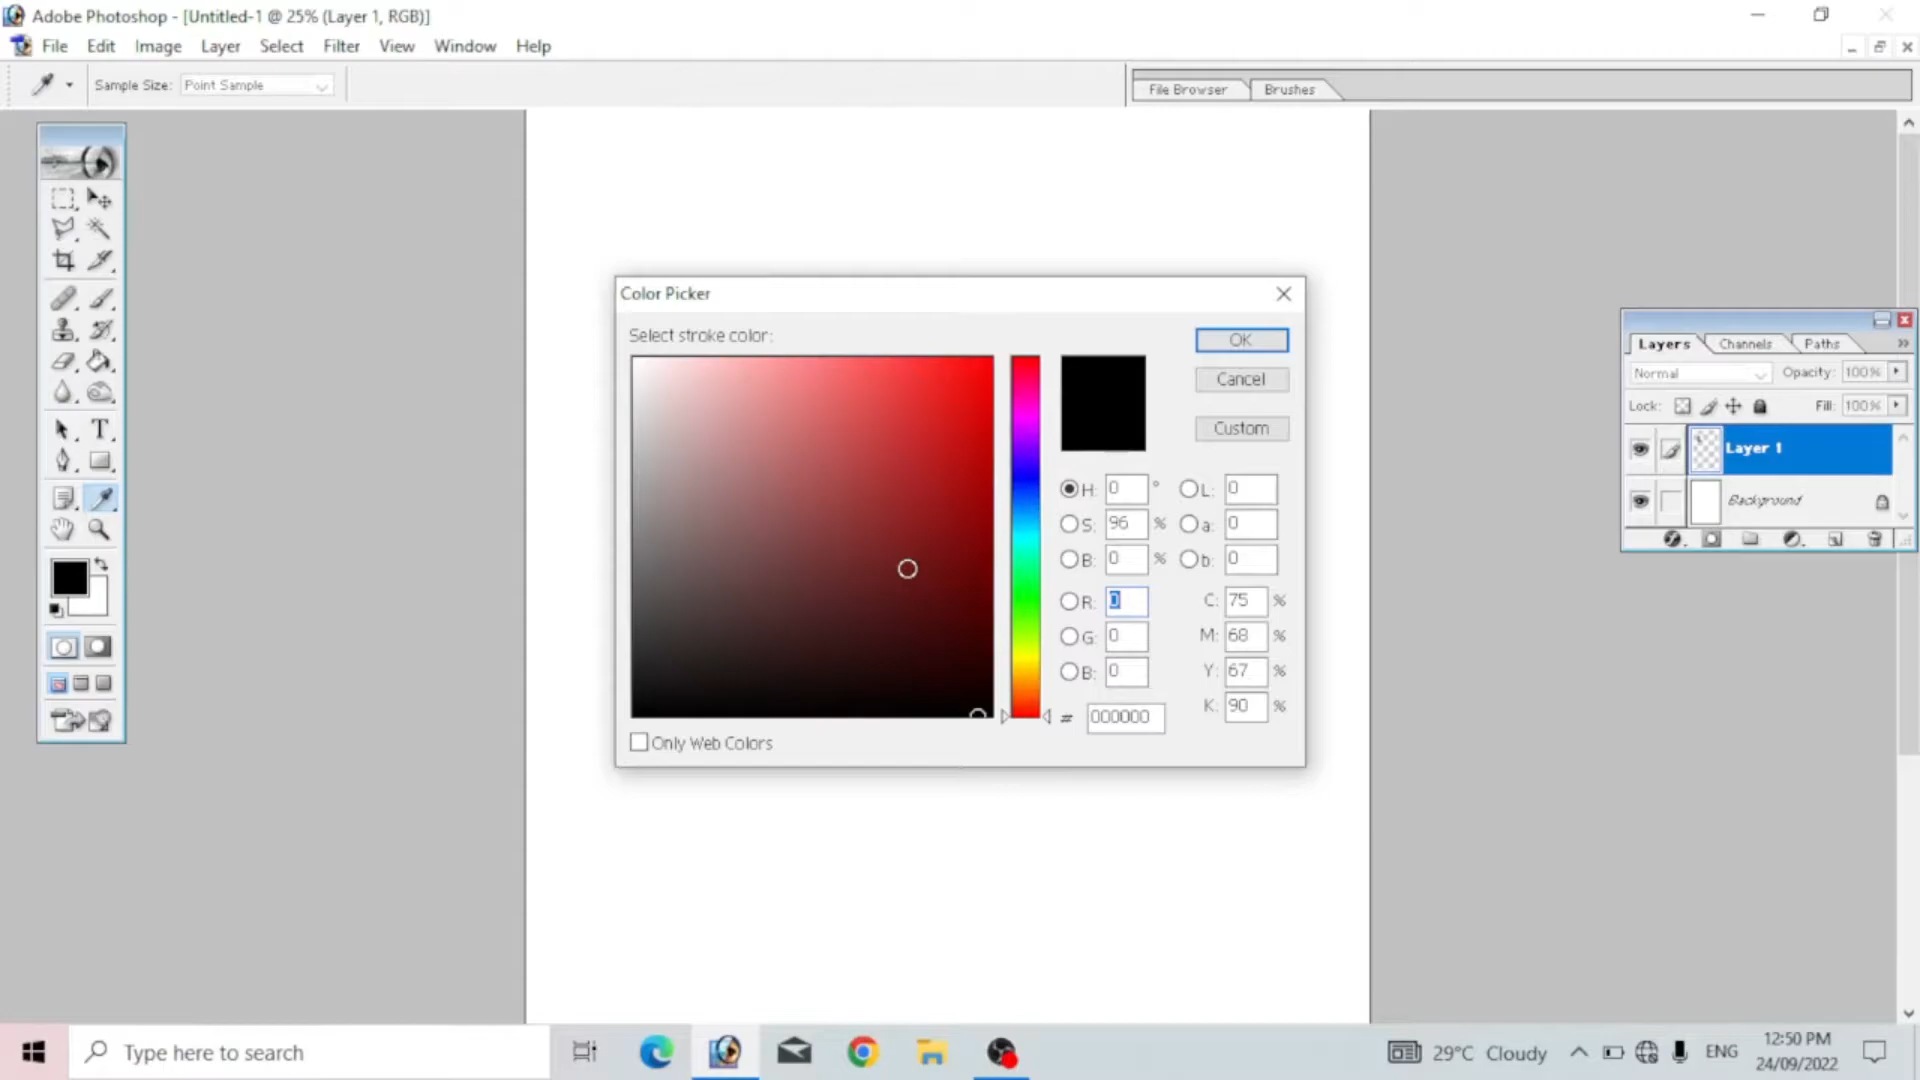 Adobe Photoshop - [Untitled-1 @ 25% (Layer 1, RGB)]
File Edit Image Layer Select Filter View Window Help
Sample Size: Point Sample
File Browser Brushes
Color Picker
Select stroke color:
OK
Cancel
Custom
H: 0 ° L: 0
S: 96 % a: 0
B: 0 % b: 0
R: 0 C: 75 %
G: 0 M: 68 %
B: 0 Y: 67 %
# 000000 K: 90 %
Only Web Colors
Layers Channels Paths
Normal Opacity: 100%
Lock: Fill: 100%
Layer 1
Background
T
Type here to search
29°C Cloudy
ENG
12:50 PM
24/09/2022